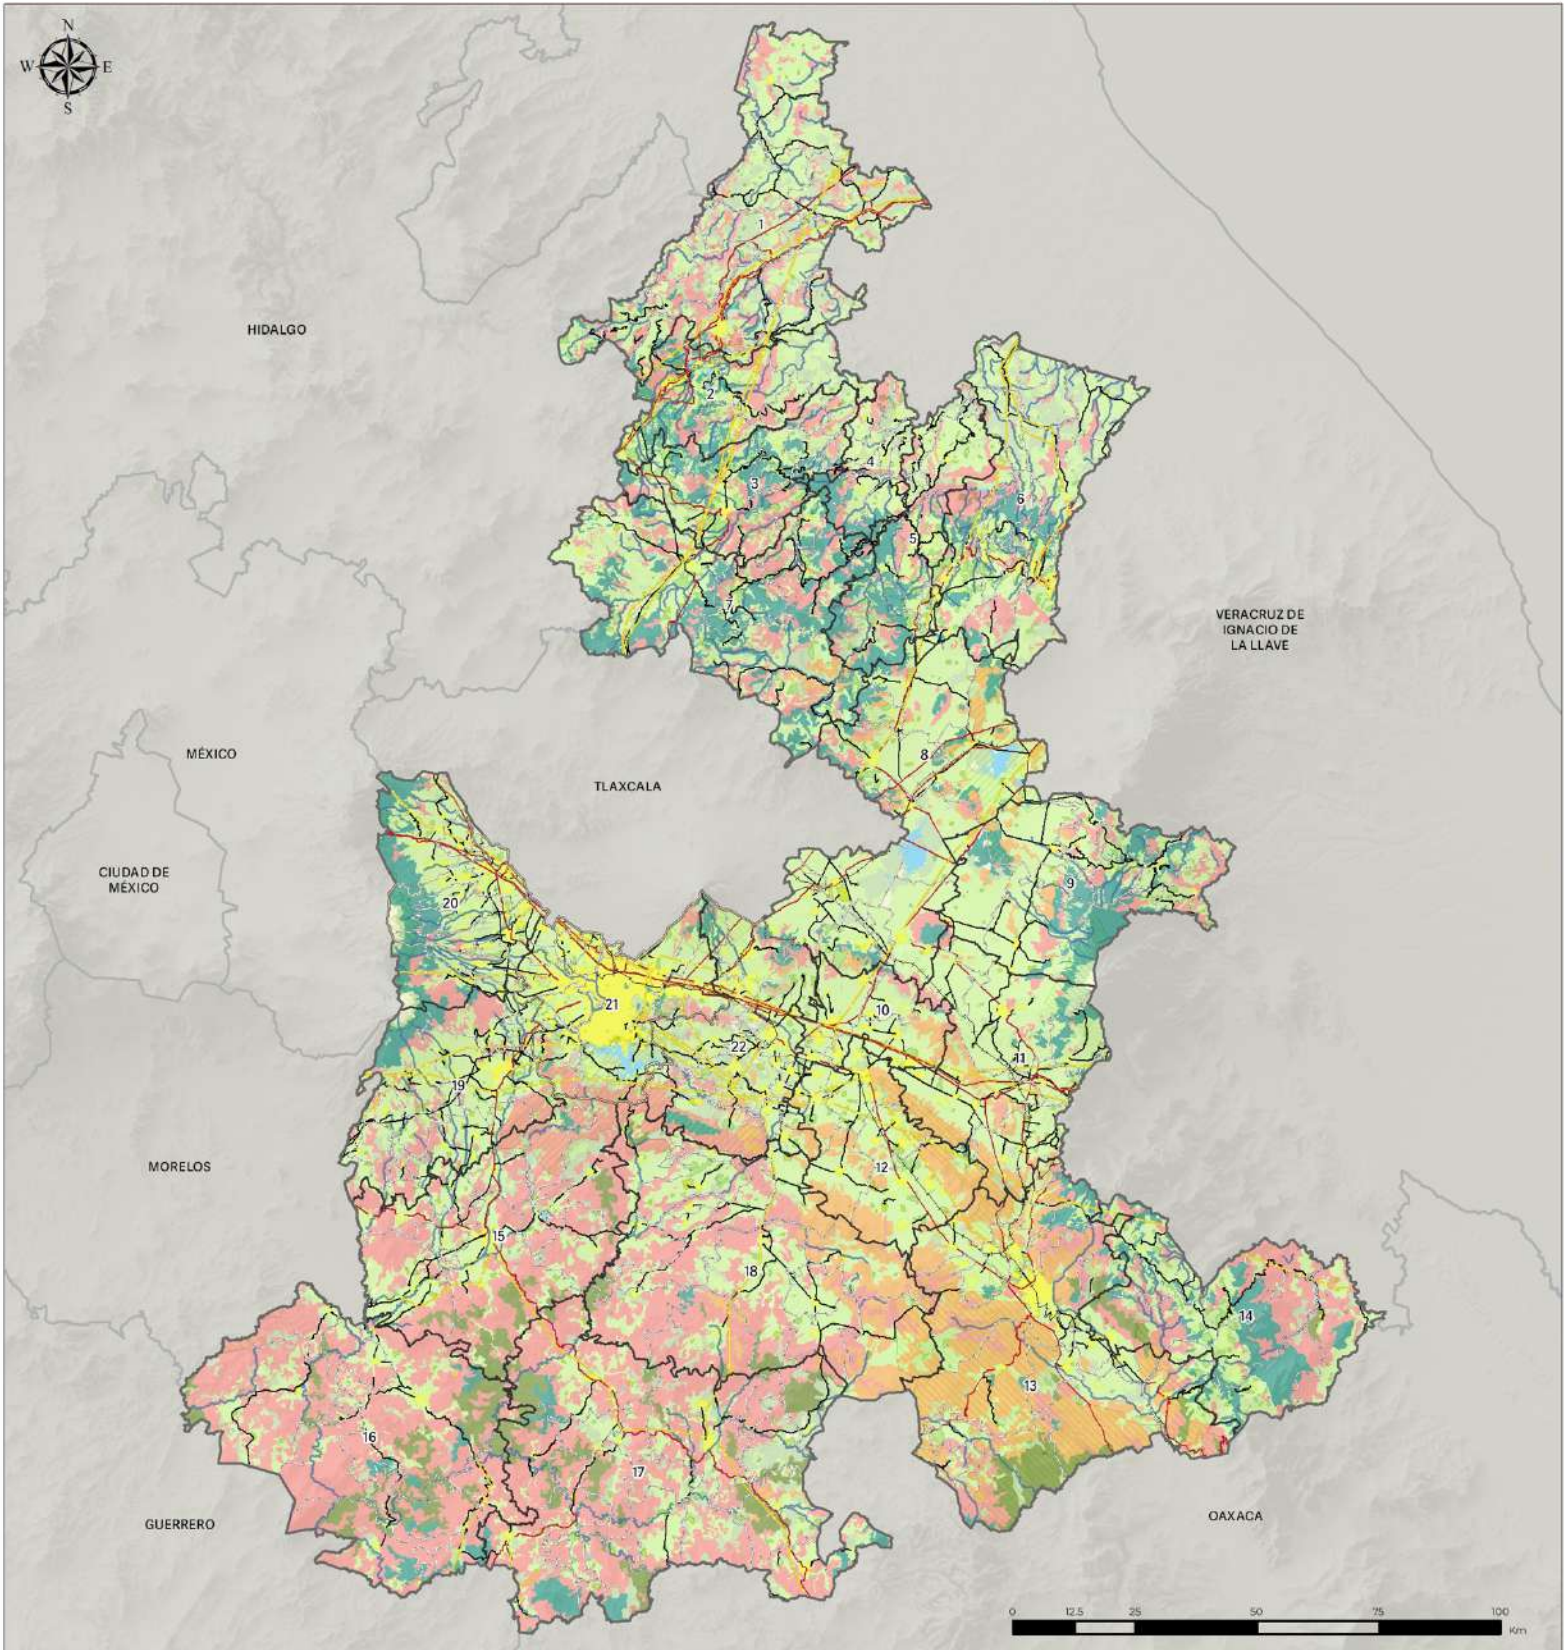 N
W E
S
1
HIDALGO
2
4
3
6
5
7
VERACRUZ DE
IGNACIO DE
LA LLAVE
MÉXICO
8
TLAXCALA
CIUDAD DE
MÉXICO
9
20
21
10
22
11
19
MORELOS
12
15
18
14
13
16
17
GUERRERO
OAXACA
0 12.5 25 50 75 100
Km